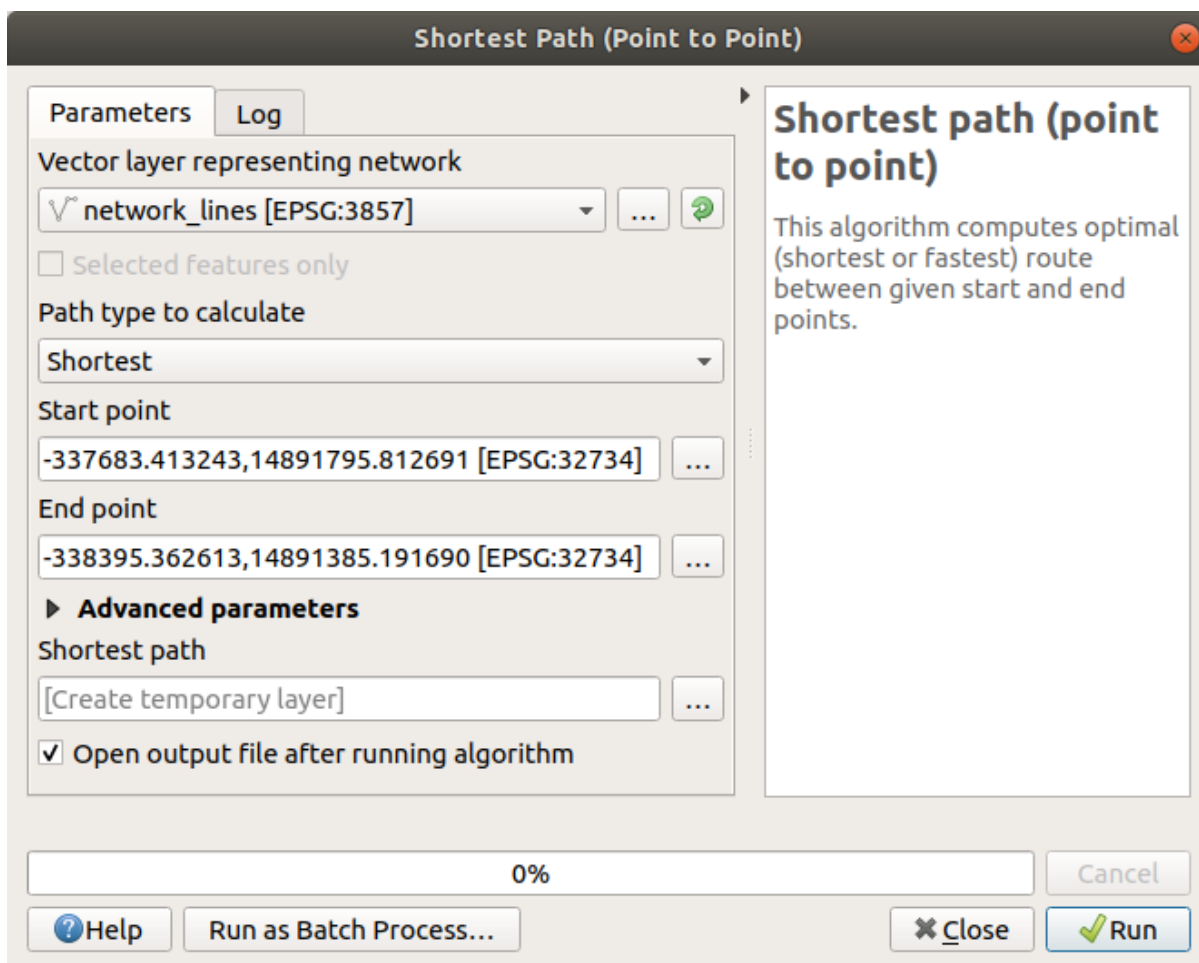 Shortest Path (Point to Point)
Parameters
Log
Vector layer representing network
network_lines [EPSG:3857]
...
Selected features only
Path type to calculate
Shortest
Start point
-337683.413243,14891795.812691 [EPSG:32734]
...
End point
-338395.362613,14891385.191690 [EPSG:32734]
...
Advanced parameters
Shortest path
[Create temporary layer]
...
Open output file after running algorithm
Shortest path (point
to point)
This algorithm computes optimal
(shortest or fastest) route
between given start and end
points.
0%
Cancel
Help
Run as Batch Process...
Close
Run